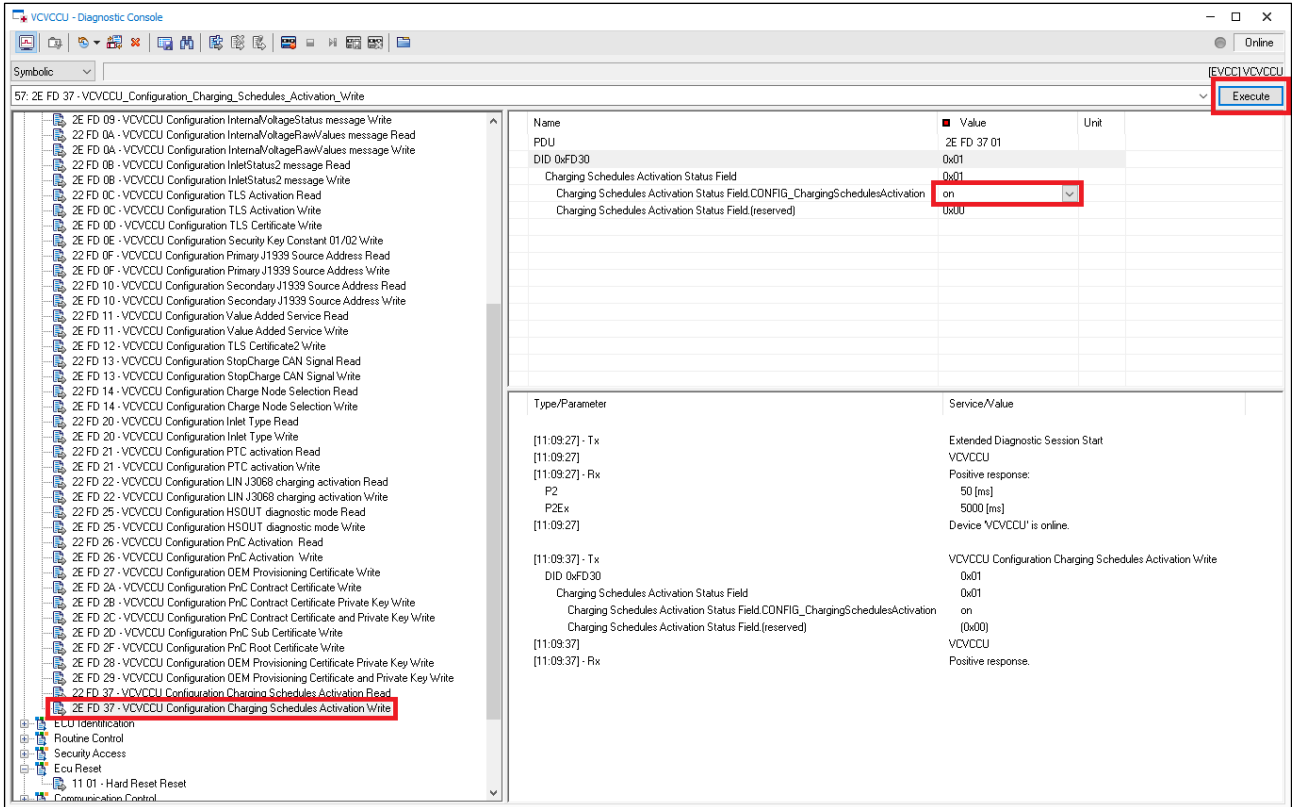 VCVCCU - Diagnostic Console
Online
Symbolic
[EVCC] VCVCCU
57: 2E FD 37 - VCVCCU_Configuration_Charging_Schedules_Activation_Write
Execute
2E FD 09 - VCVCCU Configuration InternalVoltageStatus message Write
22 FD 0A - VCVCCU Configuration InternalVoltageRawValues message Read
2E FD 0A - VCVCCU Configuration InternalVoltageRawValues message Write
22 FD 0B - VCVCCU Configuration InletStatus2 message Read
2E FD 0B - VCVCCU Configuration InletStatus2 message Write
22 FD 0C - VCVCCU Configuration TLS Activation Read
2E FD 0C - VCVCCU Configuration TLS Activation Write
2E FD 0D - VCVCCU Configuration TLS Certificate Write
2E FD 0E - VCVCCU Configuration Security Key Constant 01/02 Write
22 FD 0F - VCVCCU Configuration Primary J1939 Source Address Read
2E FD 0F - VCVCCU Configuration Primary J1939 Source Address Write
22 FD 10 - VCVCCU Configuration Secondary J1939 Source Address Read
2E FD 10 - VCVCCU Configuration Secondary J1939 Source Address Write
22 FD 11 - VCVCCU Configuration Value Added Service Read
2E FD 11 - VCVCCU Configuration Value Added Service Write
2E FD 12 - VCVCCU Configuration TLS Certificate2 Write
22 FD 13 - VCVCCU Configuration StopCharge CAN Signal Read
2E FD 13 - VCVCCU Configuration StopCharge CAN Signal Write
22 FD 14 - VCVCCU Configuration Charge Node Selection Read
2E FD 14 - VCVCCU Configuration Charge Node Selection Write
22 FD 20 - VCVCCU Configuration Inlet Type Read
2E FD 20 - VCVCCU Configuration Inlet Type Write
22 FD 21 - VCVCCU Configuration PTC activation Read
2E FD 21 - VCVCCU Configuration PTC activation Write
22 FD 22 - VCVCCU Configuration LIN J3068 charging activation Read
2E FD 22 - VCVCCU Configuration LIN J3068 charging activation Write
22 FD 25 - VCVCCU Configuration HSOUT diagnostic mode Read
2E FD 25 - VCVCCU Configuration HSOUT diagnostic mode Write
22 FD 26 - VCVCCU Configuration PnC Activation Read
2E FD 26 - VCVCCU Configuration PnC Activation Write
2E FD 27 - VCVCCU Configuration OEM Provisioning Certificate Write
2E FD 2A - VCVCCU Configuration PnC Contract Certificate Write
2E FD 2B - VCVCCU Configuration PnC Contract Certificate Private Key Write
2E FD 2C - VCVCCU Configuration PnC Contract Certificate and Private Key Write
2E FD 2D - VCVCCU Configuration PnC Sub Certificate Write
2E FD 2F - VCVCCU Configuration PnC Root Certificate Write
2E FD 28 - VCVCCU Configuration OEM Provisioning Certificate Private Key Write
2E FD 29 - VCVCCU Configuration OEM Provisioning Certificate and Private Key Write
22 FD 37 - VCVCCU Configuration Charging Schedules Activation Read
2E FD 37 - VCVCCU Configuration Charging Schedules Activation Write
ECU Identification
Routine Control
Security Access
Ecu Reset
11 01 - Hard Reset Reset
Communication Control
Name Value Unit
PDU 2E FD 37 01
DID 0xFD30 0x01
Charging Schedules Activation Status Field 0x01
Charging Schedules Activation Status Field.CONFIG_ChargingSchedulesActivation on
Charging Schedules Activation Status Field.(reserved) 0x00
Type/Parameter Service/Value
[11:09:27] - Tx Extended Diagnostic Session Start
[11:09:27] VCVCCU
[11:09:27] - Rx Positive response:
P2 50 [ms]
P2Ex 5000 [ms]
[11:09:27] Device 'VCVCCU' is online.
[11:09:37] - Tx VCVCCU Configuration Charging Schedules Activation Write
DID 0xFD30 0x01
Charging Schedules Activation Status Field 0x01
Charging Schedules Activation Status Field.CONFIG_ChargingSchedulesActivation on
Charging Schedules Activation Status Field.(reserved) (0x00)
[11:09:37] VCVCCU
[11:09:37] - Rx Positive response.